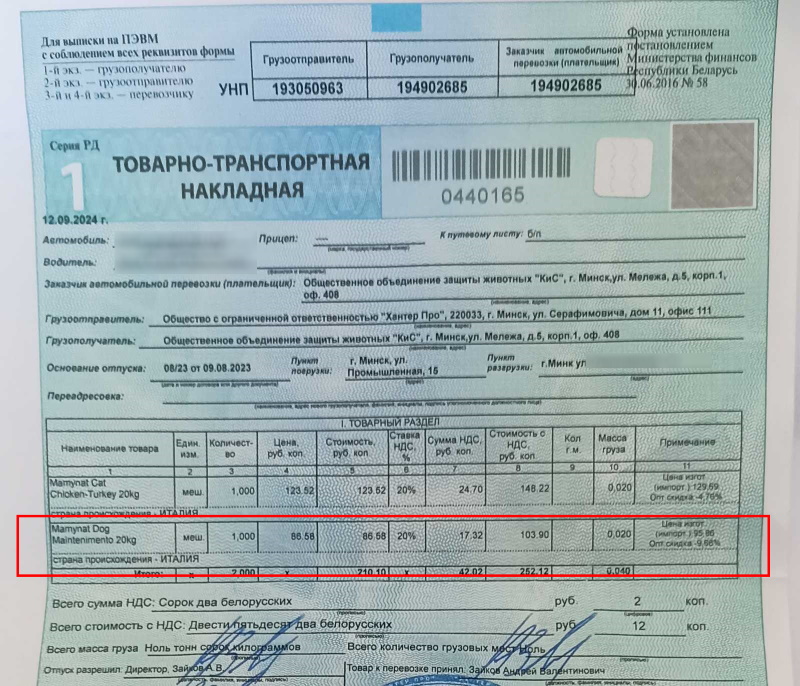 Для выписки на ПЭВМ
с соблюдением всех реквизитов формы
1-й экз. — грузополучателю
2-й экз. — грузоотправителю
3-й и 4-й экз. — перевозчику
УНП
Грузоотправитель Грузополучатель Заказчик автомобильной перевозки (плательщик)
193050963 194902685 194902685
Форма установлена
постановлением
Министерства финансов
Республики Беларусь
30.06.2016 № 58
Серия РД
1
ТОВАРНО-ТРАНСПОРТНАЯ
НАКЛАДНАЯ
0440165
12.09.2024 г.
Автомобиль: Прицеп: К путевому листу: б/п
Водитель:
Заказчик автомобильной перевозки (плательщик): Общественное объединение защиты животных "КиС", г. Минск,ул. Мележа, д.5, корп.1,
оф. 408
Грузоотправитель: Общество с ограниченной ответственностью "Хантер Про", 220033, г. Минск, ул. Серафимовича, дом 11, офис 111
Грузополучатель: Общественное объединение защиты животных "КиС", г. Минск,ул. Мележа, д.5, корп.1, оф. 408
Основание отпуска: 08/23 от 09.08.2023 Пункт погрузки: г. Минск, ул. Промышленная, 15 Пункт разгрузки: г.Минк ул
Переадресовка:
I. ТОВАРНЫЙ РАЗДЕЛ
Наименование товара Един. изм. Количест-во Цена, руб. коп. Стоимость, руб. коп. Ставка НДС, % Сумма НДС, руб. коп. Стоимость с НДС, руб. коп. Кол г.м. Масса груза Примечание
1 2 3 4 5 6 7 8 9 10 11
Mamynat Cat Chicken-Turkey 20kg меш. 1,000 123.52 123.52 20% 24.70 148.22 0,020 Цена изгот. (импорт.):129,69 Опт.скидка -4,76%
страна происхождения - ИТАЛИЯ
Mamynat Dog Maintenimento 20kg меш. 1,000 86.58 86.58 20% 17.32 103.90 0,020 Цена изгот. (импорт.):95,86 Опт.скидка -9,68%
страна происхождения - ИТАЛИЯ
Итого: x 2,000 x 210.10 x 42.02 252.12 0,040
Всего сумма НДС: Сорок два белорусских руб. 2 коп.
Всего стоимость с НДС: Двести пятьдесят два белорусских руб. 12 коп.
Всего масса груза Ноль тонн сорок килограммов Всего количество грузовых мест Ноль
Отпуск разрешил: Директор, Зайков А.В. Товар к перевозке принял: Зайков Андрей Валентинович